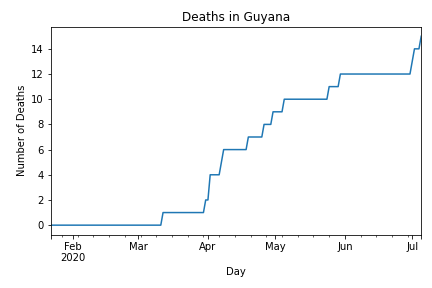 Deaths in Guyana
Number of Deaths
14
12
10
8
6
4
2
0
Feb
2020
Mar
Apr
May
Jun
Jul
Day